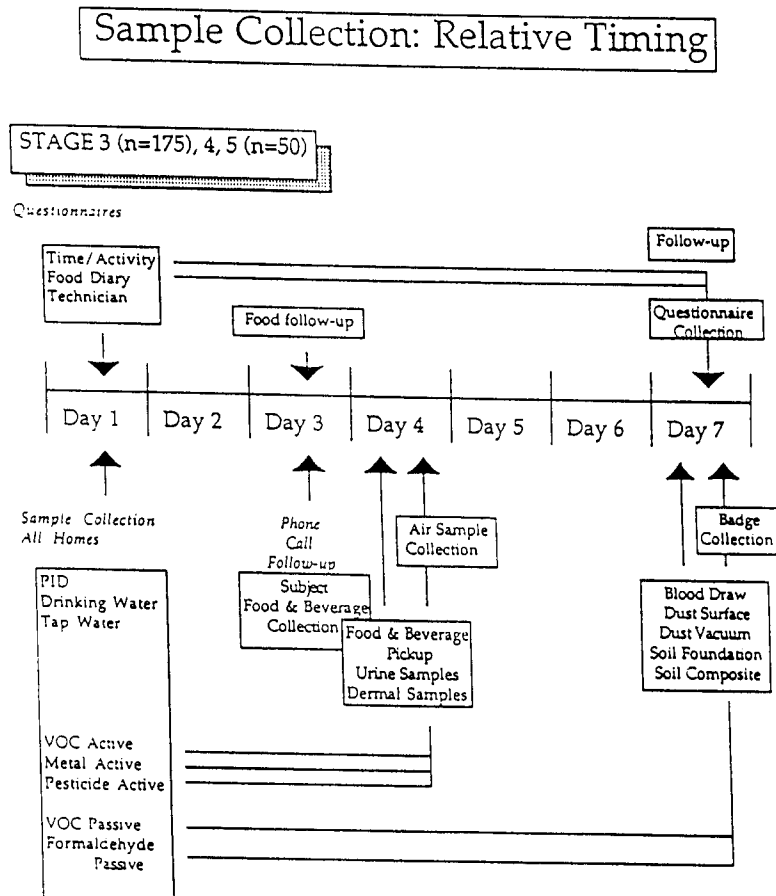 Sample Collection: Relative Timing
STAGE 3 (n=175), 4, 5 (n=50)
Questionnaires
Time/Activity
Food Diary
Technician
Food follow-up
Follow-up
Questionnaire
Collection
Day 1
Day 2
Day 3
Day 4
Day 5
Day 6
Day 7
Sample Collection
All Homes
PID
Drinking Water
Tap Water
VOC Active
Metal Active
Pesticide Active
VOC Passive
Formalcehyde
Passive
Phone
Call
Follow-up
Subject
Food & Beverage
Collection
Air Sample
Collection
Food & Beverage
Pickup
Urine Samples
Dermal Samples
Badge
Collection
Blood Draw
Dust Surface
Dust Vacuum
Soil Foundation
Soil Composite